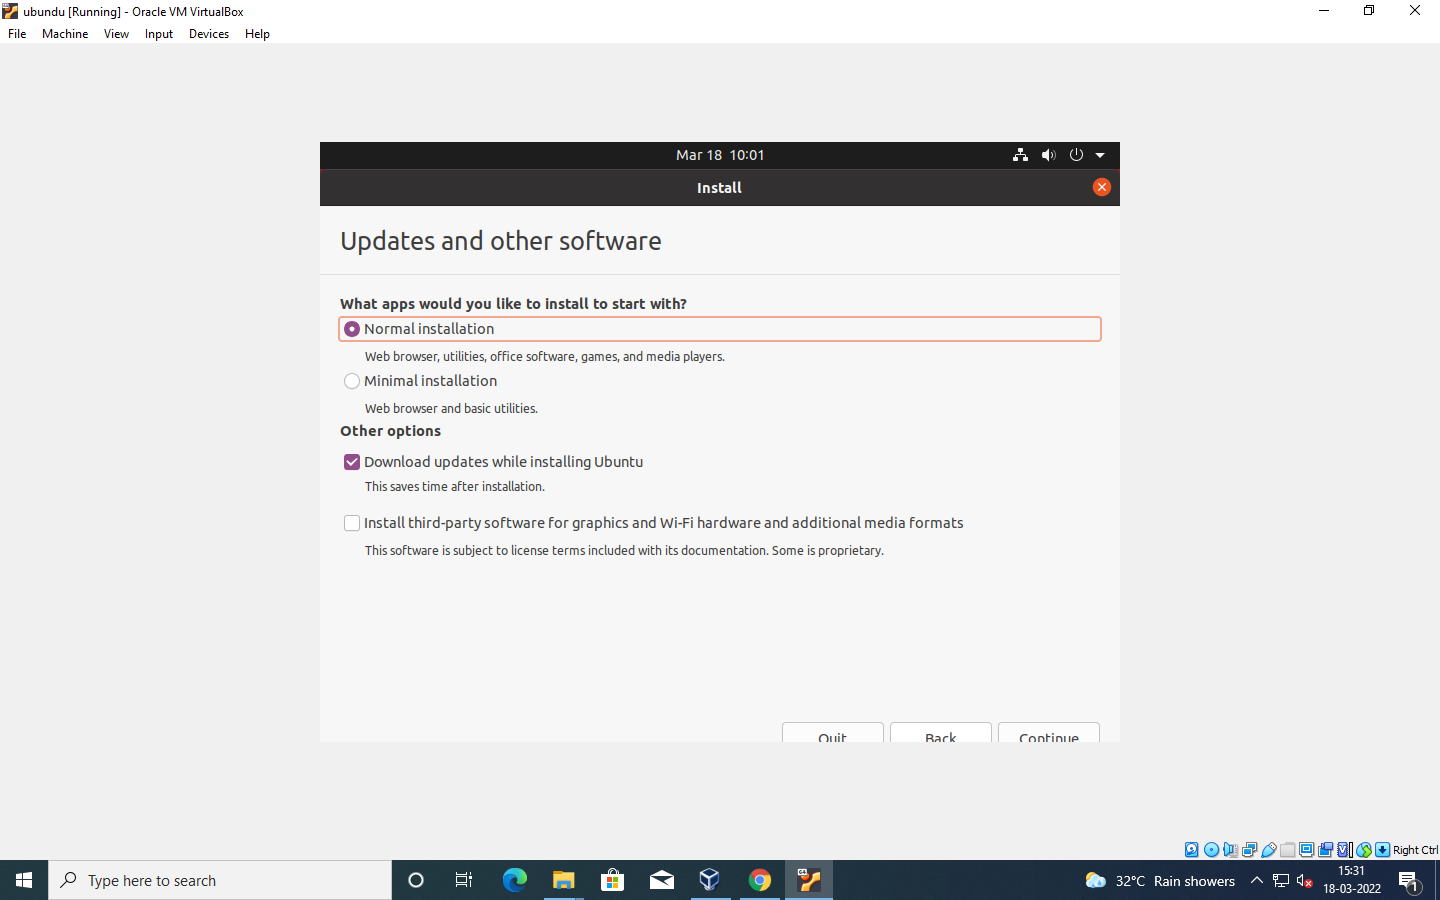 ubundu [Running] - Oracle VM VirtualBox
File Machine View Input Devices Help
Mar 18 10:01
Install
Updates and other software
What apps would you like to install to start with?
Normal installation
Web browser, utilities, office software, games, and media players.
Minimal installation
Web browser and basic utilities.
Other options
Download updates while installing Ubuntu
This saves time after installation.
Install third-party software for graphics and Wi-Fi hardware and additional media formats
This software is subject to license terms included with its documentation. Some is proprietary.
Quit Back Continue
Right Ctrl
Type here to search
32°C Rain showers
15:31
18-03-2022
1